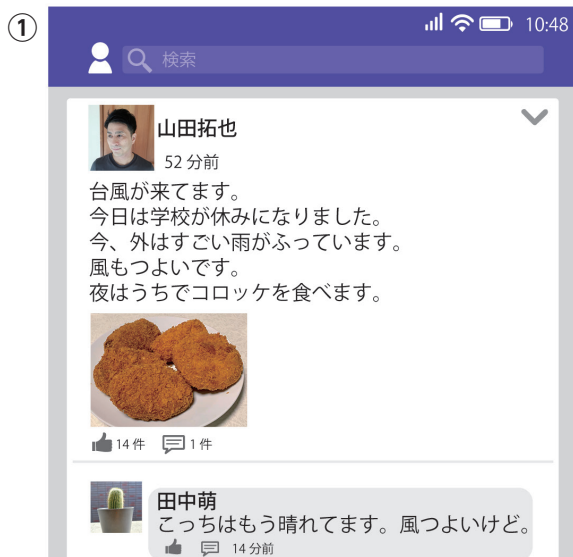 ①
10:48
検索
山田拓也
52分前
台風が来てます。
今日は学校が休みになりました。
今、外はすごい雨がふっています。
風もつよいです。
夜はうちでコロッケを食べます。
14件 1件
田中萌
こっちはもう晴れてます。風つよいけど。
14分前